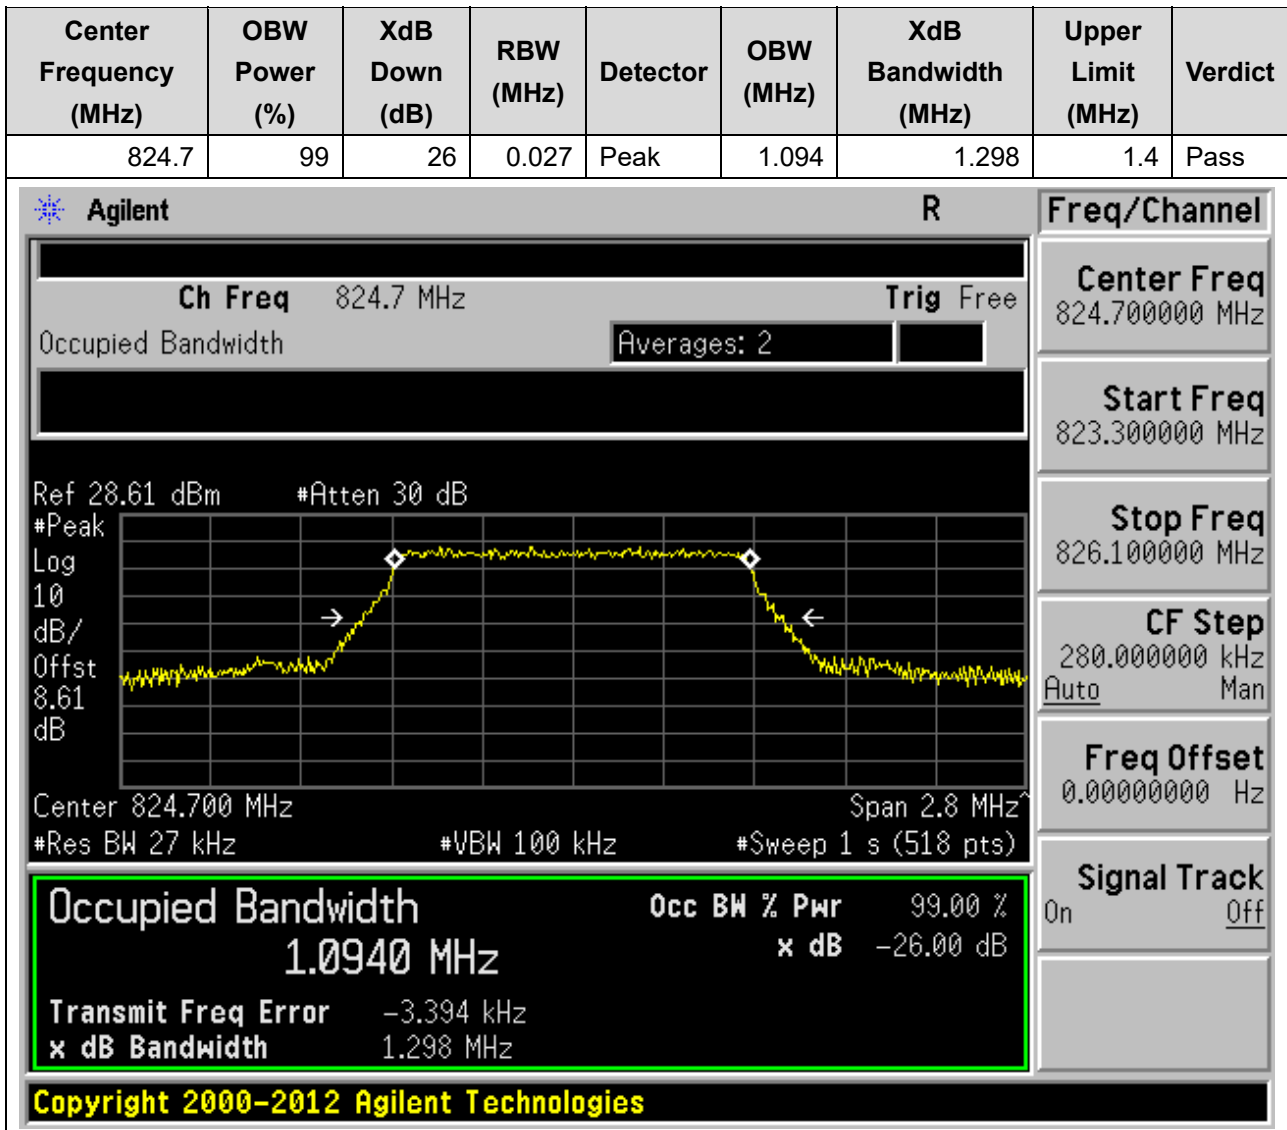 Center Frequency (MHz) OBW Power (%) XdB Down (dB) RBW (MHz) Detector OBW (MHz) XdB Bandwidth (MHz) Upper Limit (MHz) Verdict
824.7 99 26 0.027 Peak 1.094 1.298 1.4 Pass
Agilent R Freq/Channel
Ch Freq 824.7 MHz Trig Free
Occupied Bandwidth Averages: 2
Center Freq
824.700000 MHz
Start Freq
823.300000 MHz
Ref 28.61 dBm #Atten 30 dB
#Peak
Log
10
dB/
Offst
8.61
dB
Stop Freq
826.100000 MHz
CF Step
280.000000 kHz
Auto Man
Freq Offset
0.00000000 Hz
Center 824.700 MHz Span 2.8 MHz^
#Res BW 27 kHz #VBW 100 kHz #Sweep 1 s (518 pts)
Signal Track
On Off
Occupied Bandwidth Occ BW % Pwr 99.00 %
1.0940 MHz x dB -26.00 dB
Transmit Freq Error -3.394 kHz
x dB Bandwidth 1.298 MHz
Copyright 2000-2012 Agilent Technologies